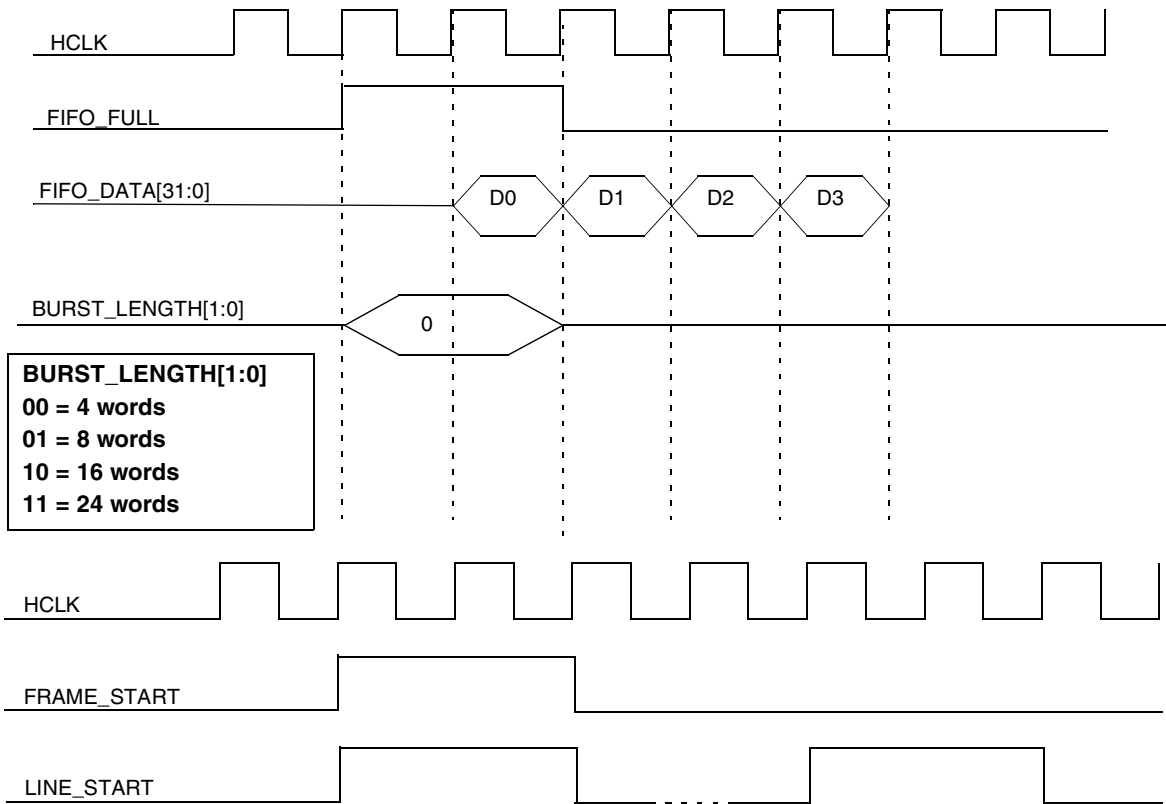 HCLK
FIFO_FULL
FIFO_DATA[31:0]
D0 D1 D2 D3
BURST_LENGTH[1:0]
0
BURST_LENGTH[1:0]
00 = 4 words
01 = 8 words
10 = 16 words
11 = 24 words
HCLK
FRAME_START
LINE_START